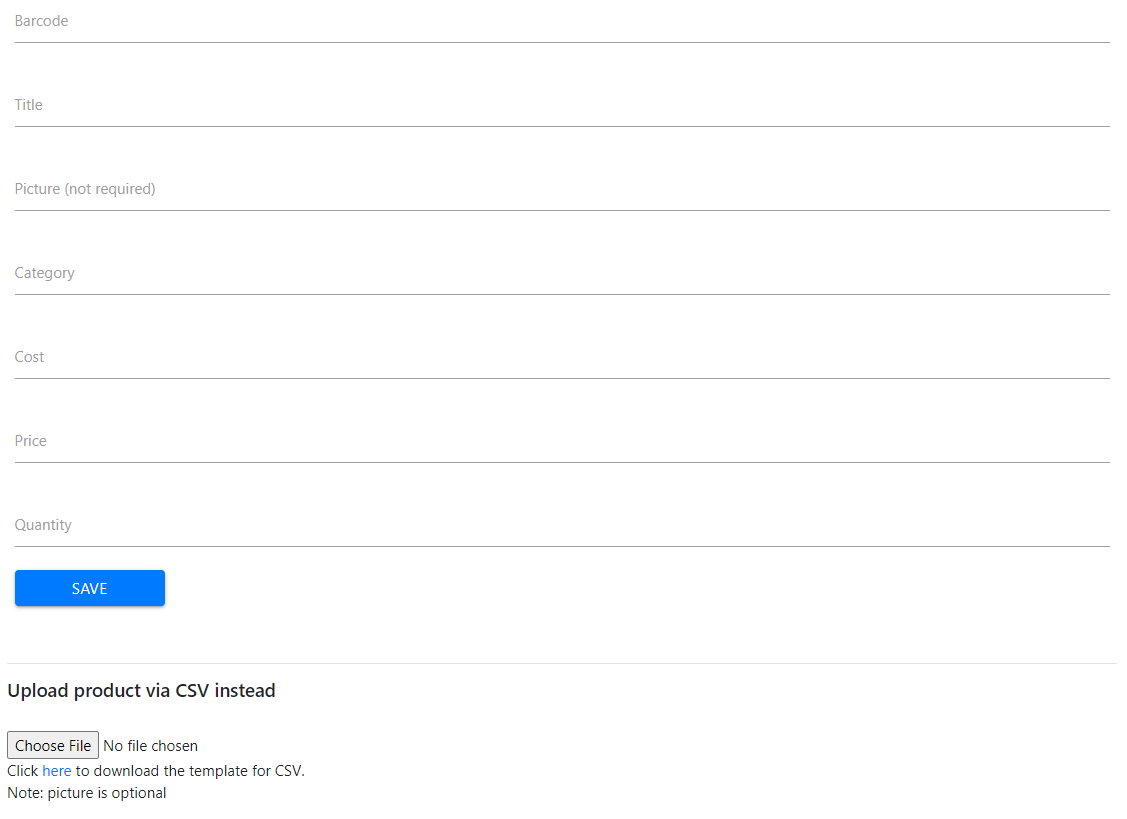 Barcode
Title
Picture (not required)
Category
Cost
Price
Quantity
SAVE
Upload product via CSV instead
Choose File No file chosen
Click here to download the template for CSV.
Note: picture is optional